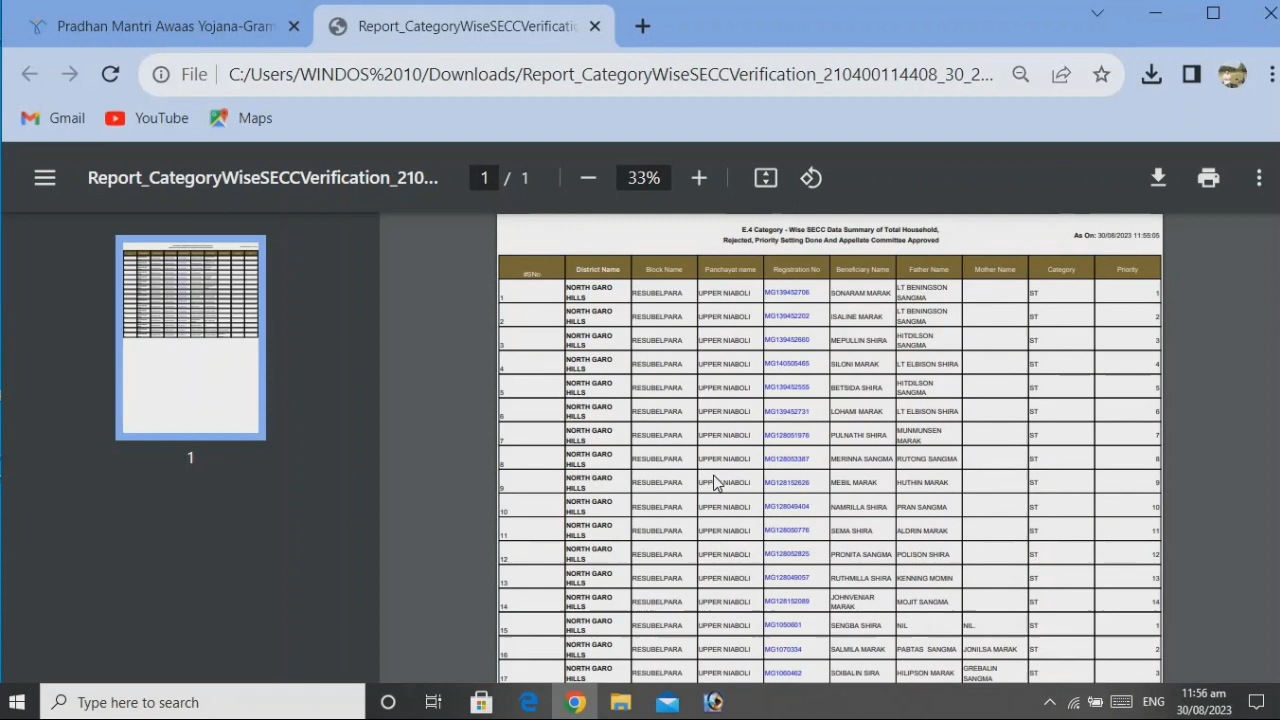 Pradhan Mantri Awaas Yojana-Gram
Report_CategoryWiseSECCVerificati
File C:/Users/WINDOS%2010/Downloads/Report_CategoryWiseSECCVerification_210400114408_30_2...
Gmail YouTube Maps
Report_CategoryWiseSECCVerification_210... 1 / 1 33%
1
E.4 Category - Wise SECC Data Summary of Total Household,
Rejected, Priority Setting Done And Appellate Committee Approved
As On: 30/08/2023 11:55:05
#SNo District Name Block Name Panchayat name Registration No Beneficiary Name Father Name Mother Name Category Priority
1 NORTH GARO HILLS RESUBELPARA UPPER NIABOLI MG139452706 SONARAM MARAK LT BENINGSON SANGMA ST 1
2 NORTH GARO HILLS RESUBELPARA UPPER NIABOLI MG139452202 ISALINE MARAK LT BENINGSON SANGMA ST 2
3 NORTH GARO HILLS RESUBELPARA UPPER NIABOLI MG139452660 MEPULLIN SHIRA HITDILSON SANGMA ST 3
4 NORTH GARO HILLS RESUBELPARA UPPER NIABOLI MG140505465 SILONI MARAK LT ELBISON SHIRA ST 4
5 NORTH GARO HILLS RESUBELPARA UPPER NIABOLI MG139452555 BETSIDA SHIRA HITDILSON SANGMA ST 5
6 NORTH GARO HILLS RESUBELPARA UPPER NIABOLI MG139452731 LOHAMI MARAK LT ELBISON SHIRA ST 6
7 NORTH GARO HILLS RESUBELPARA UPPER NIABOLI MG128051976 PULNATHI SHIRA MUNMUNSEN MARAK ST 7
8 NORTH GARO HILLS RESUBELPARA UPPER NIABOLI MG128053387 MERINNA SANGMA RUTONG SANGMA ST 8
9 NORTH GARO HILLS RESUBELPARA UPPER NIABOLI MG128152626 MEBIL MARAK HUTHIN MARAK ST 9
10 NORTH GARO HILLS RESUBELPARA UPPER NIABOLI MG128049404 NAMRILLA SHIRA PRAN SANGMA ST 10
11 NORTH GARO HILLS RESUBELPARA UPPER NIABOLI MG128050776 SEMA SHIRA ALDRIN MARAK ST 11
12 NORTH GARO HILLS RESUBELPARA UPPER NIABOLI MG128052825 PRONITA SANGMA POLISON SHIRA ST 12
13 NORTH GARO HILLS RESUBELPARA UPPER NIABOLI MG128049057 RUTHMILLA SHIRA KENNING MOMIN ST 13
14 NORTH GARO HILLS RESUBELPARA UPPER NIABOLI MG128152089 JOHNVENIAR MARAK MOJIT SANGMA ST 14
15 NORTH GARO HILLS RESUBELPARA UPPER NIABOLI MG1050601 SENGBA SHIRA NIL NIL. ST 1
16 NORTH GARO HILLS RESUBELPARA UPPER NIABOLI MG1070334 SALMILA MARAK PABTAS SANGMA JONILSA MARAK ST 2
17 NORTH GARO HILLS RESUBELPARA UPPER NIABOLI MG1060462 SOIBALIN SIRA HILIPSON MARAK GREBALIN SANGMA ST 3
Type here to search
ENG
11:56 am
30/08/2023